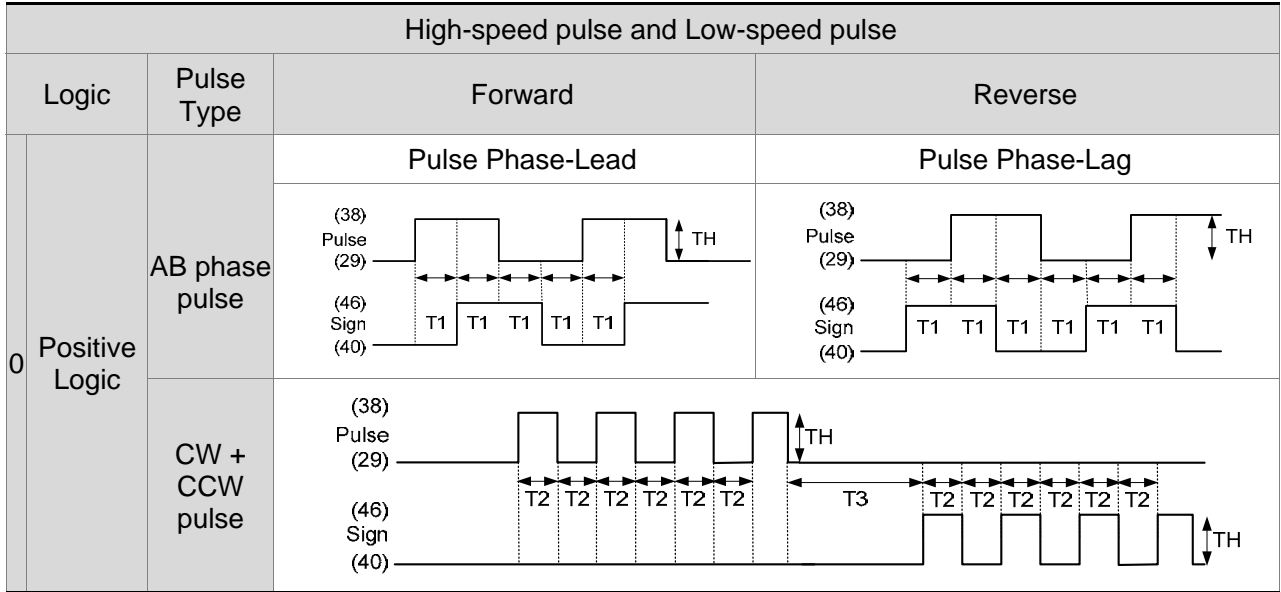 High-speed pulse and Low-speed pulse
Logic
Pulse
Type
Forward
Reverse
0
Positive
Logic
AB phase
pulse
Pulse Phase-Lead
Pulse Phase-Lag
(38)
Pulse
(29)
TH
(46)
Sign
(40)
T1 T1 T1 T1 T1
(38)
Pulse
(29)
TH
(46)
Sign
(40)
T1 T1 T1 T1 T1 T1
CW +
CCW
pulse
(38)
Pulse
(29)
TH
T2 T2 T2 T2 T2 T2 T3 T2 T2 T2 T2 T2 T2
(46)
Sign
(40)
TH